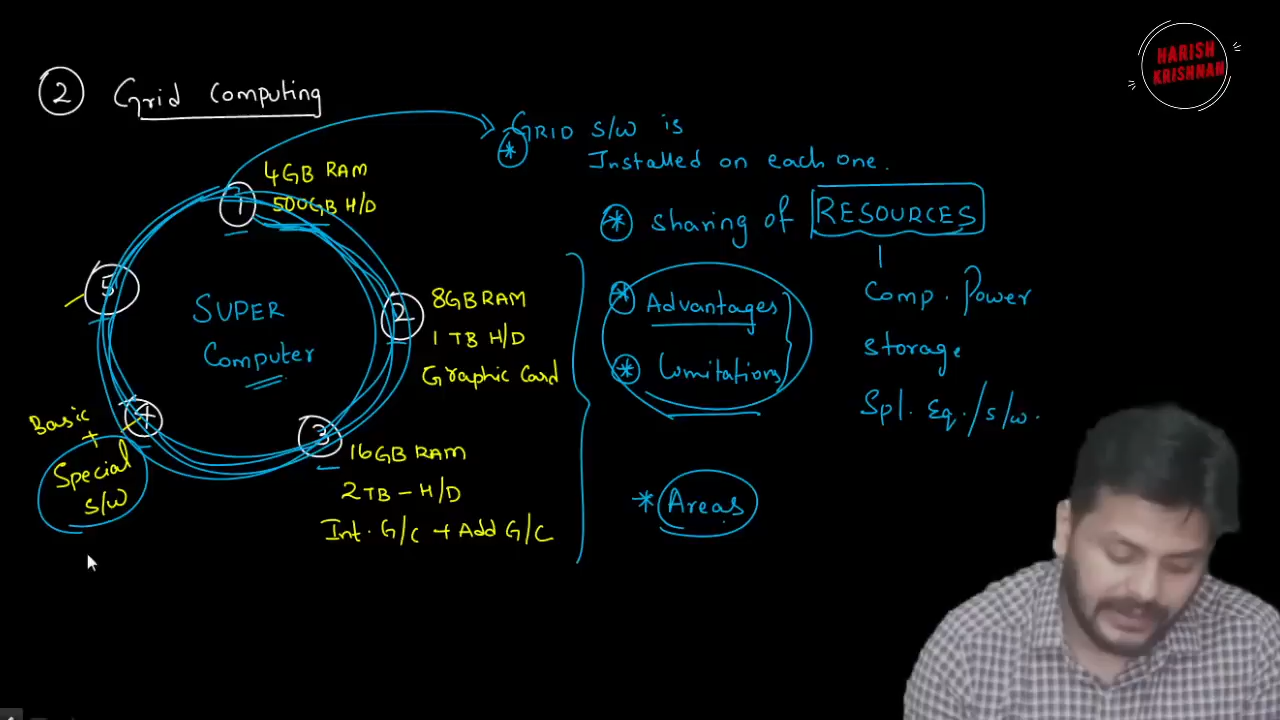 HARISH
KRISHNAN
2 Grid Computing
GRID S/W is
* Installed on each one.
4GB RAM
500GB H/D
1
* Sharing of RESOURCES
Comp. Power
Storage
Spl. Eq./S/W.
5
SUPER
Computer
2
8GB RAM
1 TB H/D
Graphic Card
* Advantages
* Limitations
4
Basic
+
Special
S/W
3
16GB RAM
2TB - H/D
Int. G/C + Add G/C
* Areas